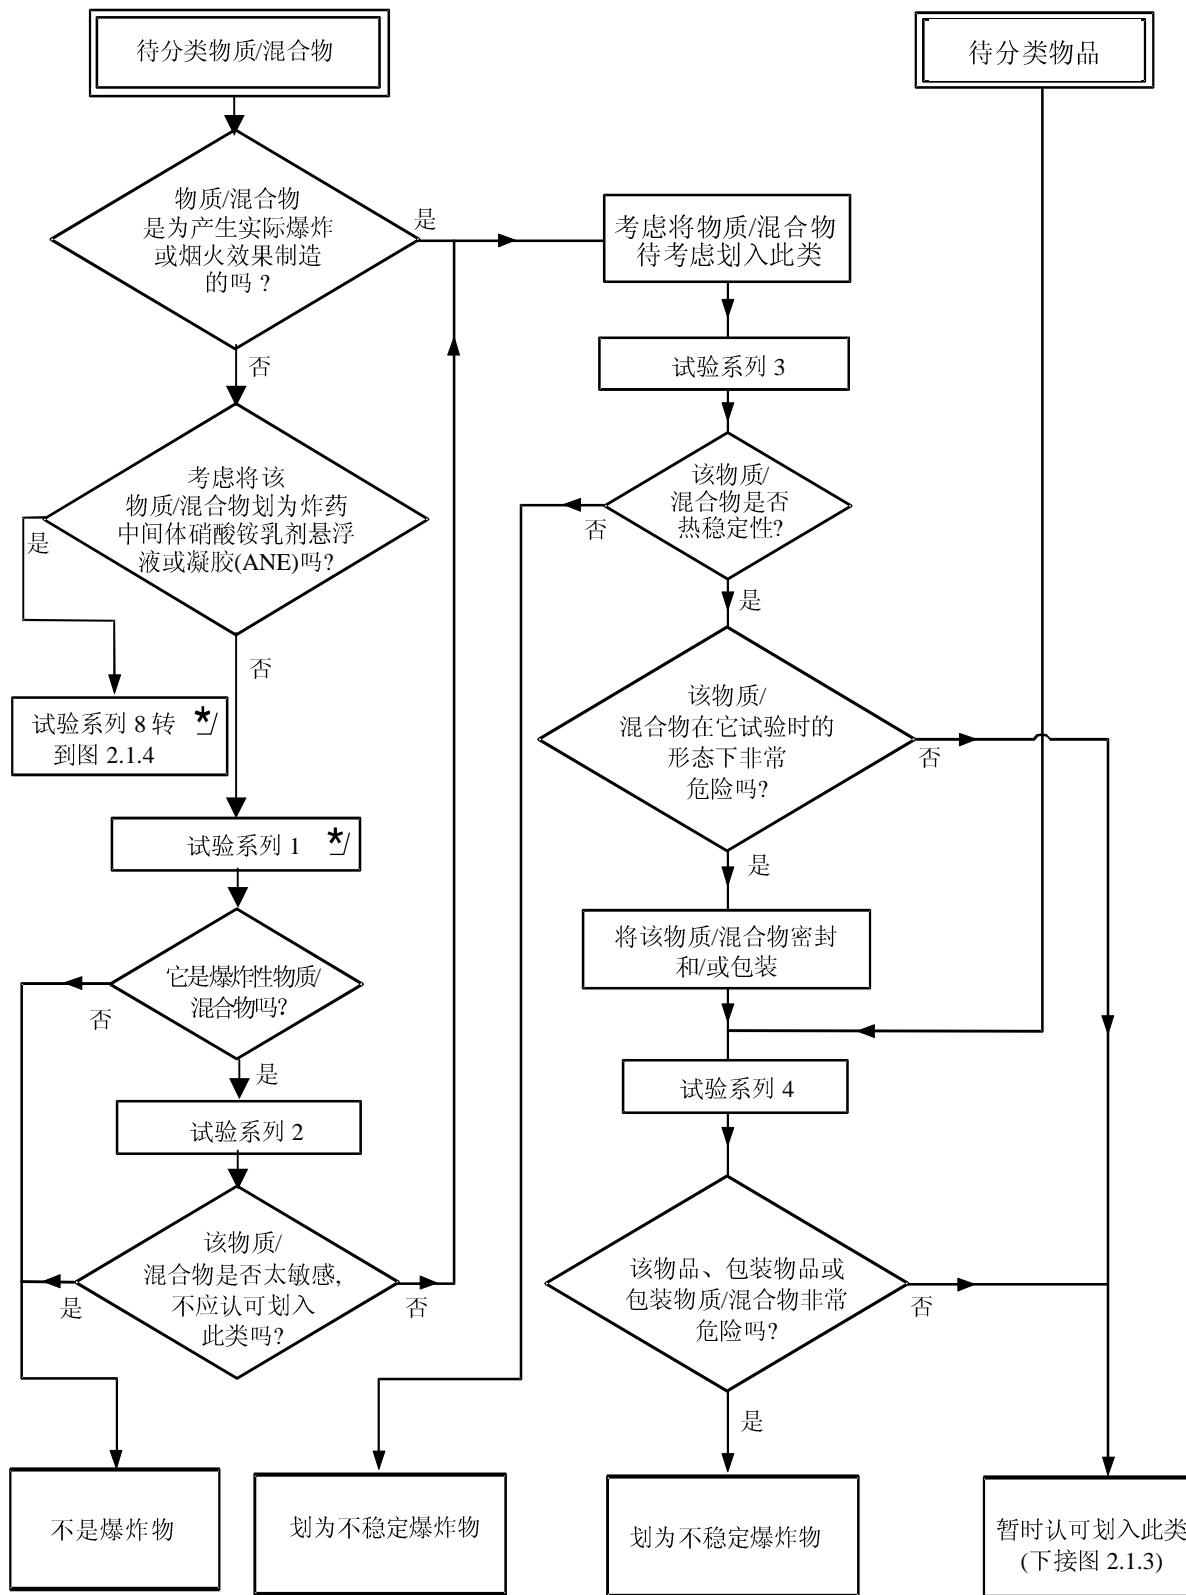 待分类物质/混合物
待分类物品
物质/混合物
是为产生实际爆炸
或烟火效果制造
的吗？
是
否
考虑将物质/混合物
待考虑划入此类
试验系列 3
考虑将该
物质/混合物划为炸药
中间体硝酸铵乳剂悬浮
液或凝胶(ANE)吗?
是
否
该物质/
混合物是否
热稳定性?
否
是
试验系列 8 转 */
到图 2.1.4
该物质/
混合物在它试验时的
形态下非常
危险吗?
否
是
试验系列 1 */
将该物质/混合物密封
和/或包装
它是爆炸性物质/
混合物吗?
否
是
试验系列 4
试验系列 2
该物质/
混合物是否太敏感,
不应认可划入
此类吗?
是
否
该物品、包装物品或
包装物质/混合物非常
危险吗?
否
是
不是爆炸物
划为不稳定爆炸物
划为不稳定爆炸物
暂时认可划入此类
(下接图 2.1.3)